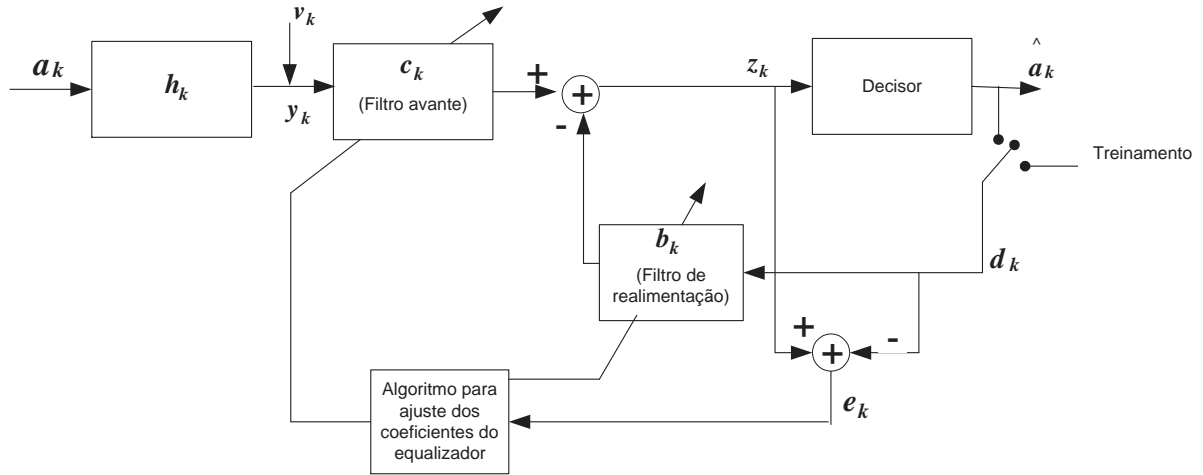 v_k
a_k
h_k
y_k
c_k
(Filtro avante)
+
+
-
z_k
Decisor
^
a_k
Treinamento
b_k
(Filtro de
realimentação)
d_k
+
+
-
e_k
Algoritmo para
ajuste dos
coeficientes do
equalizador